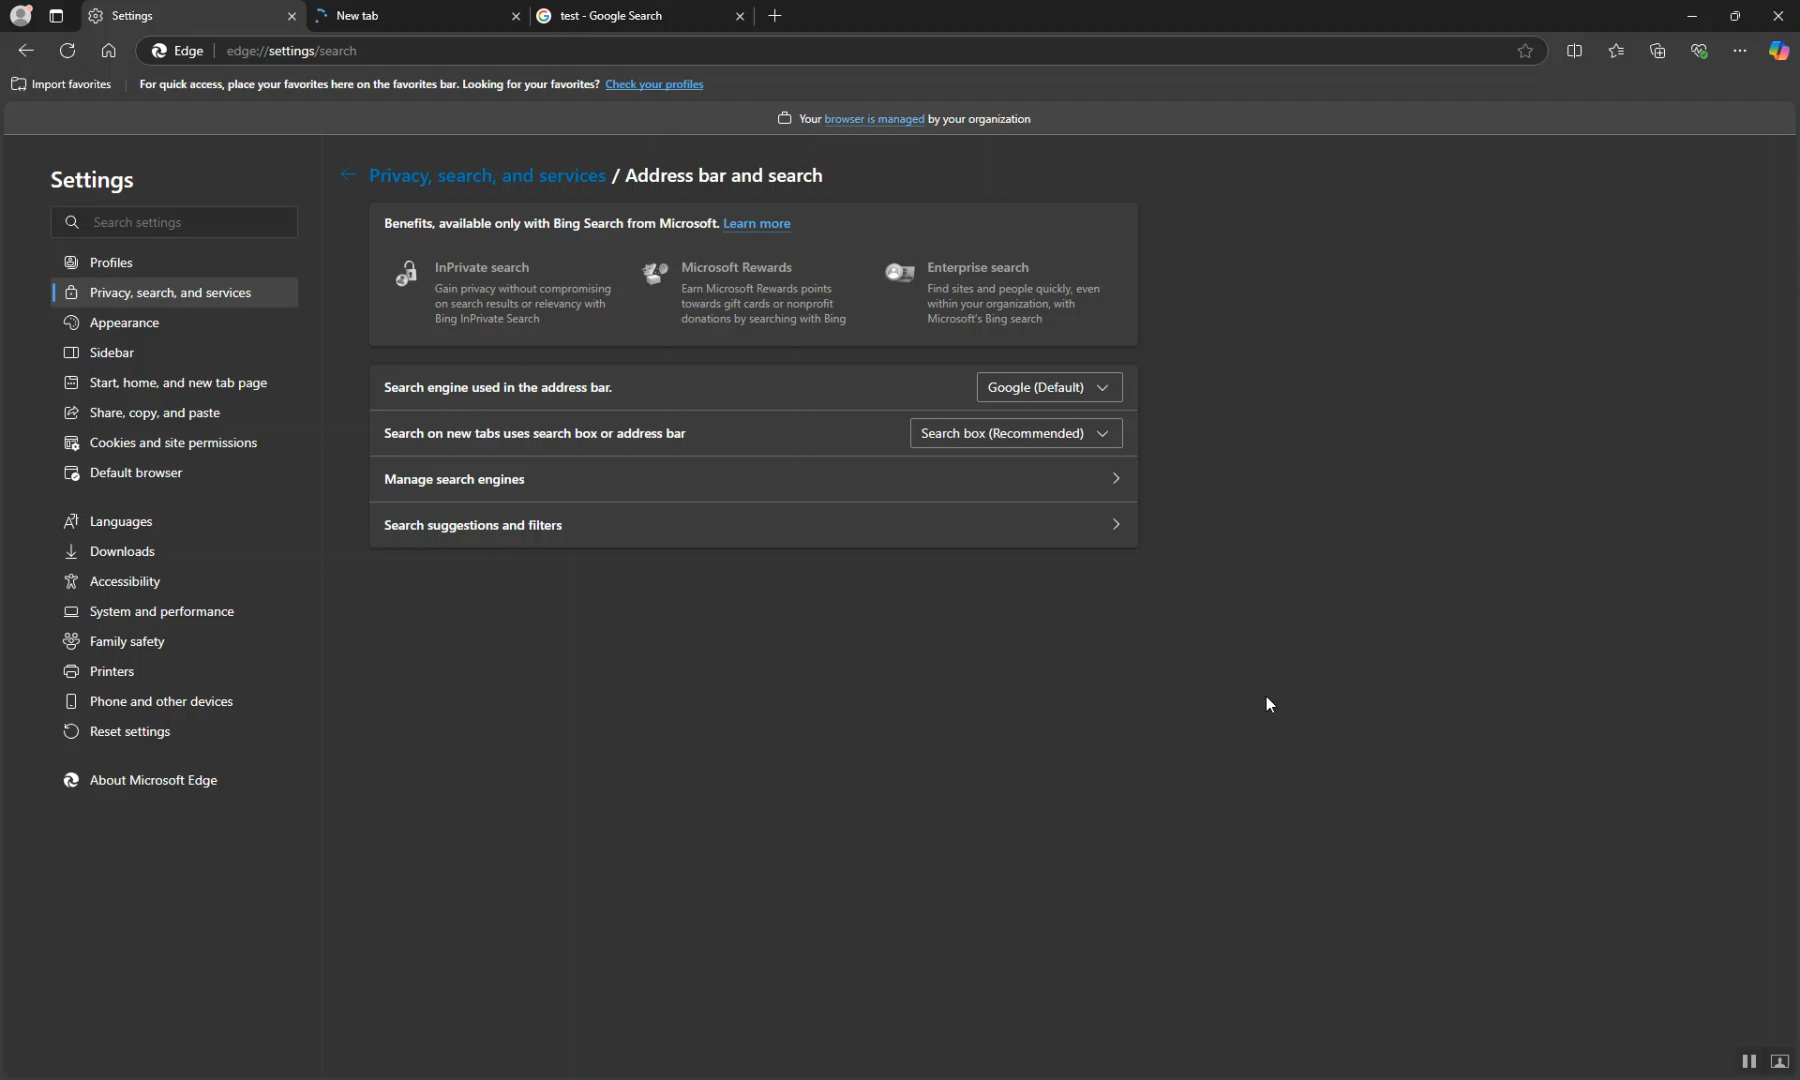 Settings
New tab
test - Google Search
Edge
edge://settings/search
Import favorites
For quick access, place your favorites here on the favorites bar. Looking for your favorites? Check your profiles
Your browser is managed by your organization
Settings
Search settings
Profiles
Privacy, search, and services
Appearance
Sidebar
Start, home, and new tab page
Share, copy, and paste
Cookies and site permissions
Default browser
Languages
Downloads
Accessibility
System and performance
Family safety
Printers
Phone and other devices
Reset settings
About Microsoft Edge
Privacy, search, and services / Address bar and search
Benefits, available only with Bing Search from Microsoft. Learn more
InPrivate search
Gain privacy without compromising
on search results or relevancy with
Bing InPrivate Search
Microsoft Rewards
Earn Microsoft Rewards points
towards gift cards or nonprofit
donations by searching with Bing
Enterprise search
Find sites and people quickly, even
within your organization, with
Microsoft's Bing search
Search engine used in the address bar.
Google (Default)
Search on new tabs uses search box or address bar
Search box (Recommended)
Manage search engines
Search suggestions and filters